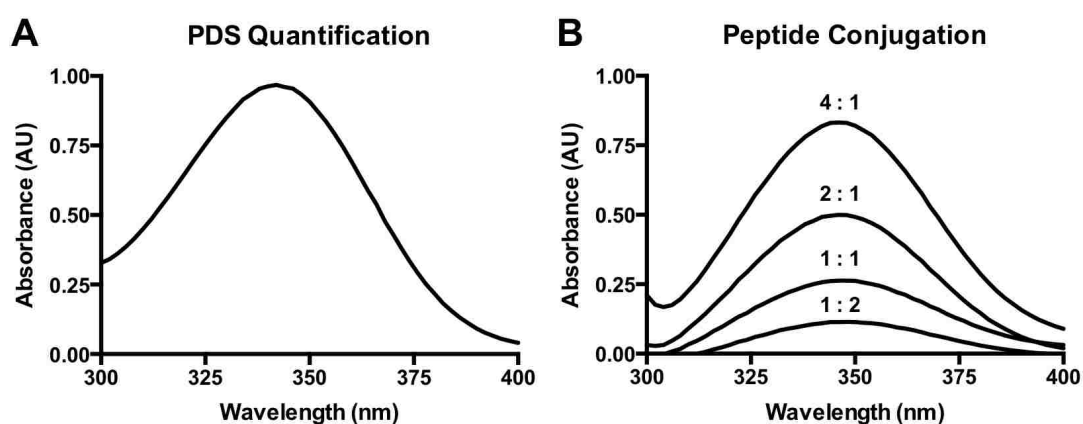 A
PDS Quantification
Absorbance (AU)
1.00
0.75
0.50
0.25
0.00
300
325
350
375
400
Wavelength (nm)
B
Peptide Conjugation
Absorbance (AU)
1.00
0.75
0.50
0.25
0.00
4 : 1
2 : 1
1 : 1
1 : 2
300
325
350
375
400
Wavelength (nm)